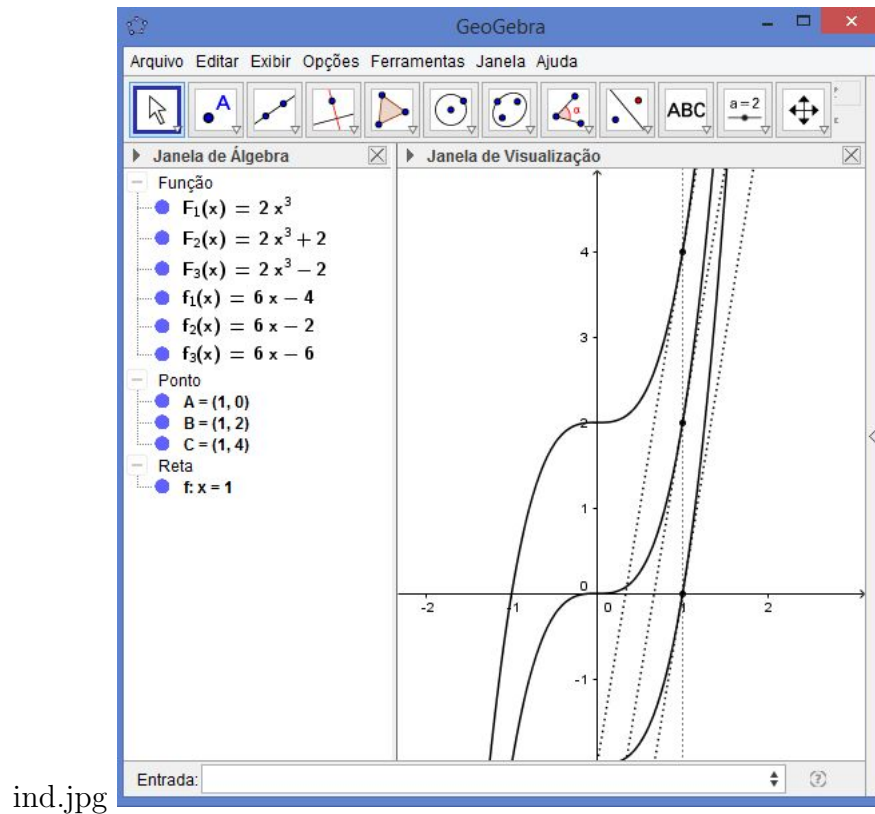 GeoGebra
Arquivo Editar Exibir Opções Ferramentas Janela Ajuda
A
α
ABC
a=2
Janela de Álgebra
Função
F₁(x) = 2 x³
F₂(x) = 2 x³ + 2
F₃(x) = 2 x³ − 2
f₁(x) = 6 x − 4
f₂(x) = 6 x − 2
f₃(x) = 6 x − 6
Ponto
A = (1, 0)
B = (1, 2)
C = (1, 4)
Reta
f: x = 1
Janela de Visualização
4
3
2
1
0
-2 -1 0 1 2
-1
Entrada:
ind.jpg